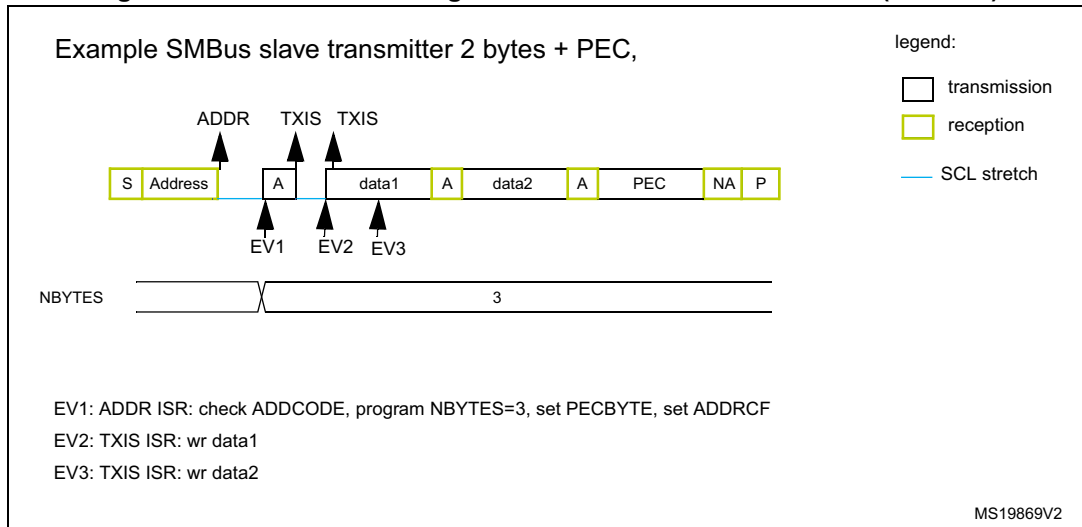 Example SMBus slave transmitter 2 bytes + PEC,
legend:
transmission
reception
SCL stretch
ADDR TXIS TXIS
S Address A data1 A data2 A PEC NA P
EV1 EV2 EV3
NBYTES 3
EV1: ADDR ISR: check ADDCODE, program NBYTES=3, set PECBYTE, set ADDRCF
EV2: TXIS ISR: wr data1
EV3: TXIS ISR: wr data2
MS19869V2